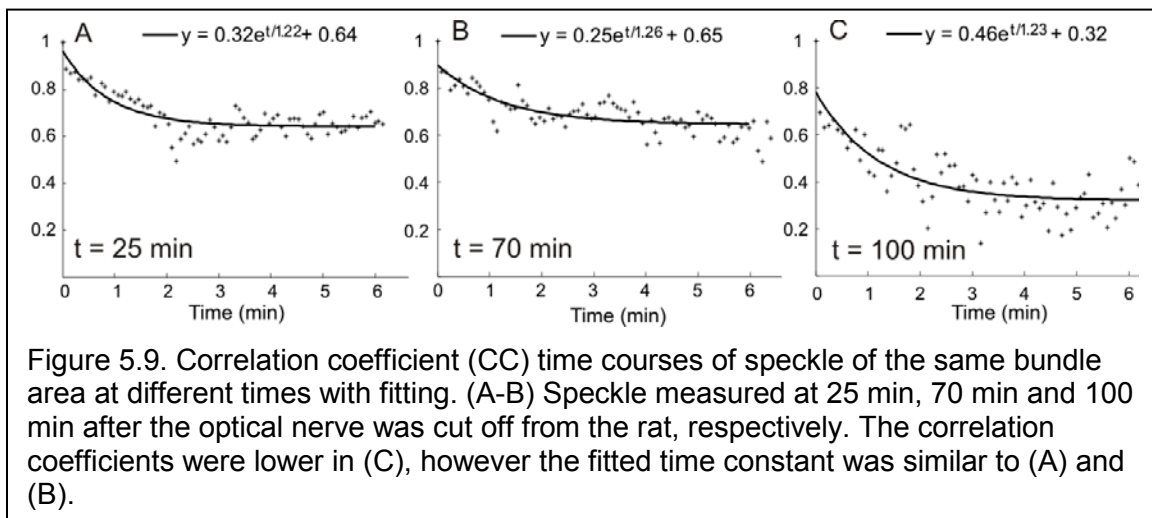 A — y = 0.32e^t/1.22 + 0.64
B — y = 0.25e^t/1.26 + 0.65
C — y = 0.46e^t/1.23 + 0.32
1
0.8
0.6
0.4
0.2
t = 25 min
0 1 2 3 4 5 6
Time (min)
1
0.8
0.6
0.4
0.2
t = 70 min
0 1 2 3 4 5 6
Time (min)
1
0.8
0.6
0.4
0.2
t = 100 min
0 1 2 3 4 5 6
Time (min)
Figure 5.9. Correlation coefficient (CC) time courses of speckle of the same bundle
area at different times with fitting. (A-B) Speckle measured at 25 min, 70 min and 100
min after the optical nerve was cut off from the rat, respectively. The correlation
coefficients were lower in (C), however the fitted time constant was similar to (A) and
(B).